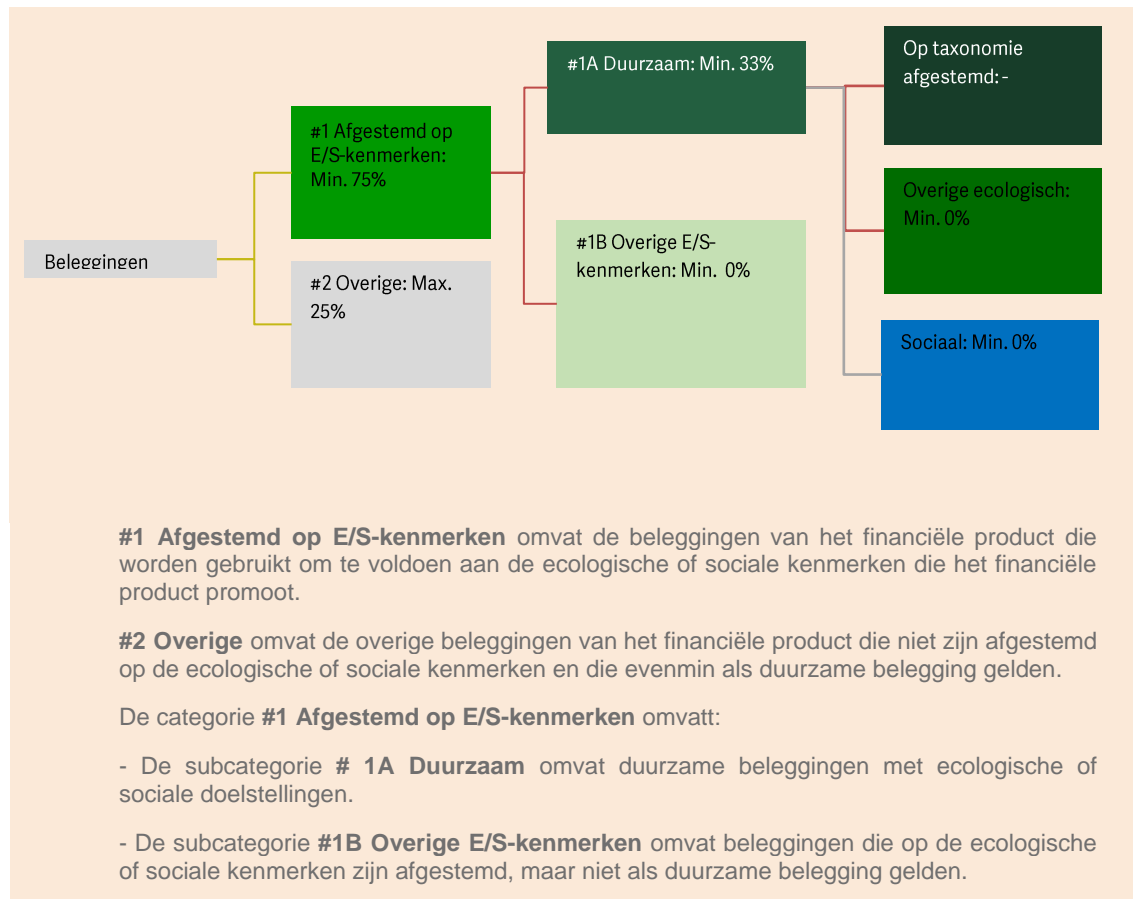 Beleggingen
#1 Afgestemd op
E/S-kenmerken:
Min. 75%
#2 Overige: Max.
25%
#1A Duurzaam: Min. 33%
#1B Overige E/S-
kenmerken: Min. 0%
Op taxonomie
afgestemd: -
Overige ecologisch:
Min. 0%
Sociaal: Min. 0%
#1 Afgestemd op E/S-kenmerken omvat de beleggingen van het financiële product die
worden gebruikt om te voldoen aan de ecologische of sociale kenmerken die het financiële
product promoot.
#2 Overige omvat de overige beleggingen van het financiële product die niet zijn afgestemd
op de ecologische of sociale kenmerken en die evenmin als duurzame belegging gelden.
De categorie #1 Afgestemd op E/S-kenmerken omvatt:
- De subcategorie # 1A Duurzaam omvat duurzame beleggingen met ecologische of
sociale doelstellingen.
- De subcategorie #1B Overige E/S-kenmerken omvat beleggingen die op de ecologische
of sociale kenmerken zijn afgestemd, maar niet als duurzame belegging gelden.